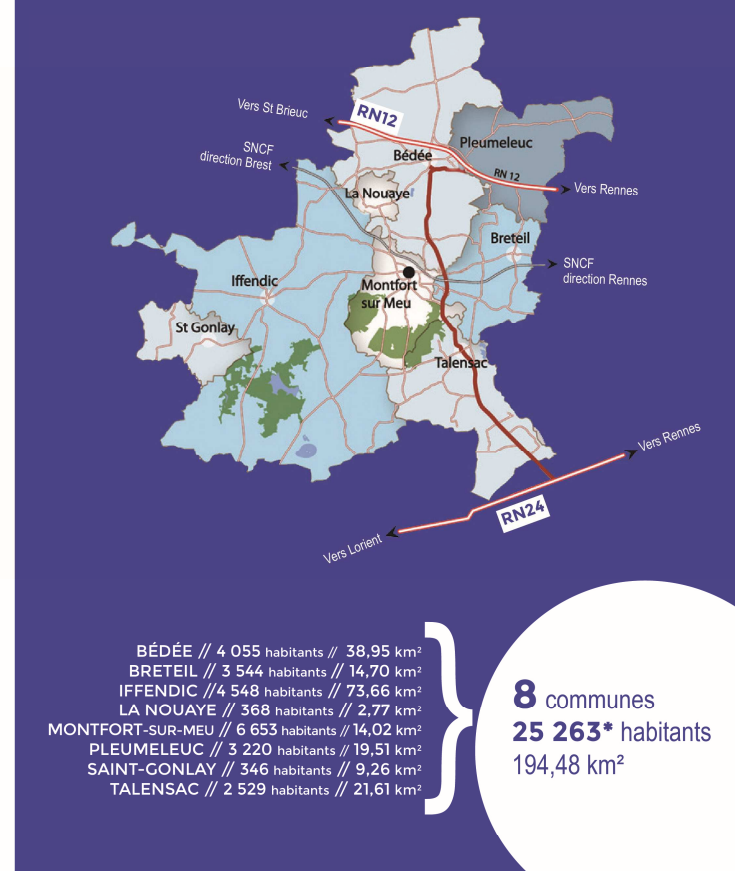 Vers St Brieuc
RN12
SNCF
direction Brest
Pleumeleuc
Bédée
RN 12
Vers Rennes
La Nouaye
Breteil
SNCF
direction Rennes
Iffendic
Montfort
sur Meu
St Gonlay
Talensac
Vers Rennes
RN24
Vers Lorient
BÉDÉE // 4 055 habitants // 38,95 km²
BRETEIL // 3 544 habitants // 14,70 km²
IFFENDIC //4 548 habitants // 73,66 km²
LA NOUAYE // 368 habitants // 2,77 km²
MONTFORT-SUR-MEU // 6 653 habitants // 14,02 km²
PLEUMELEUC // 3 220 habitants // 19,51 km²
SAINT-GONLAY // 346 habitants // 9,26 km²
TALENSAC // 2 529 habitants // 21,61 km²
8 communes
25 263* habitants
194,48 km²